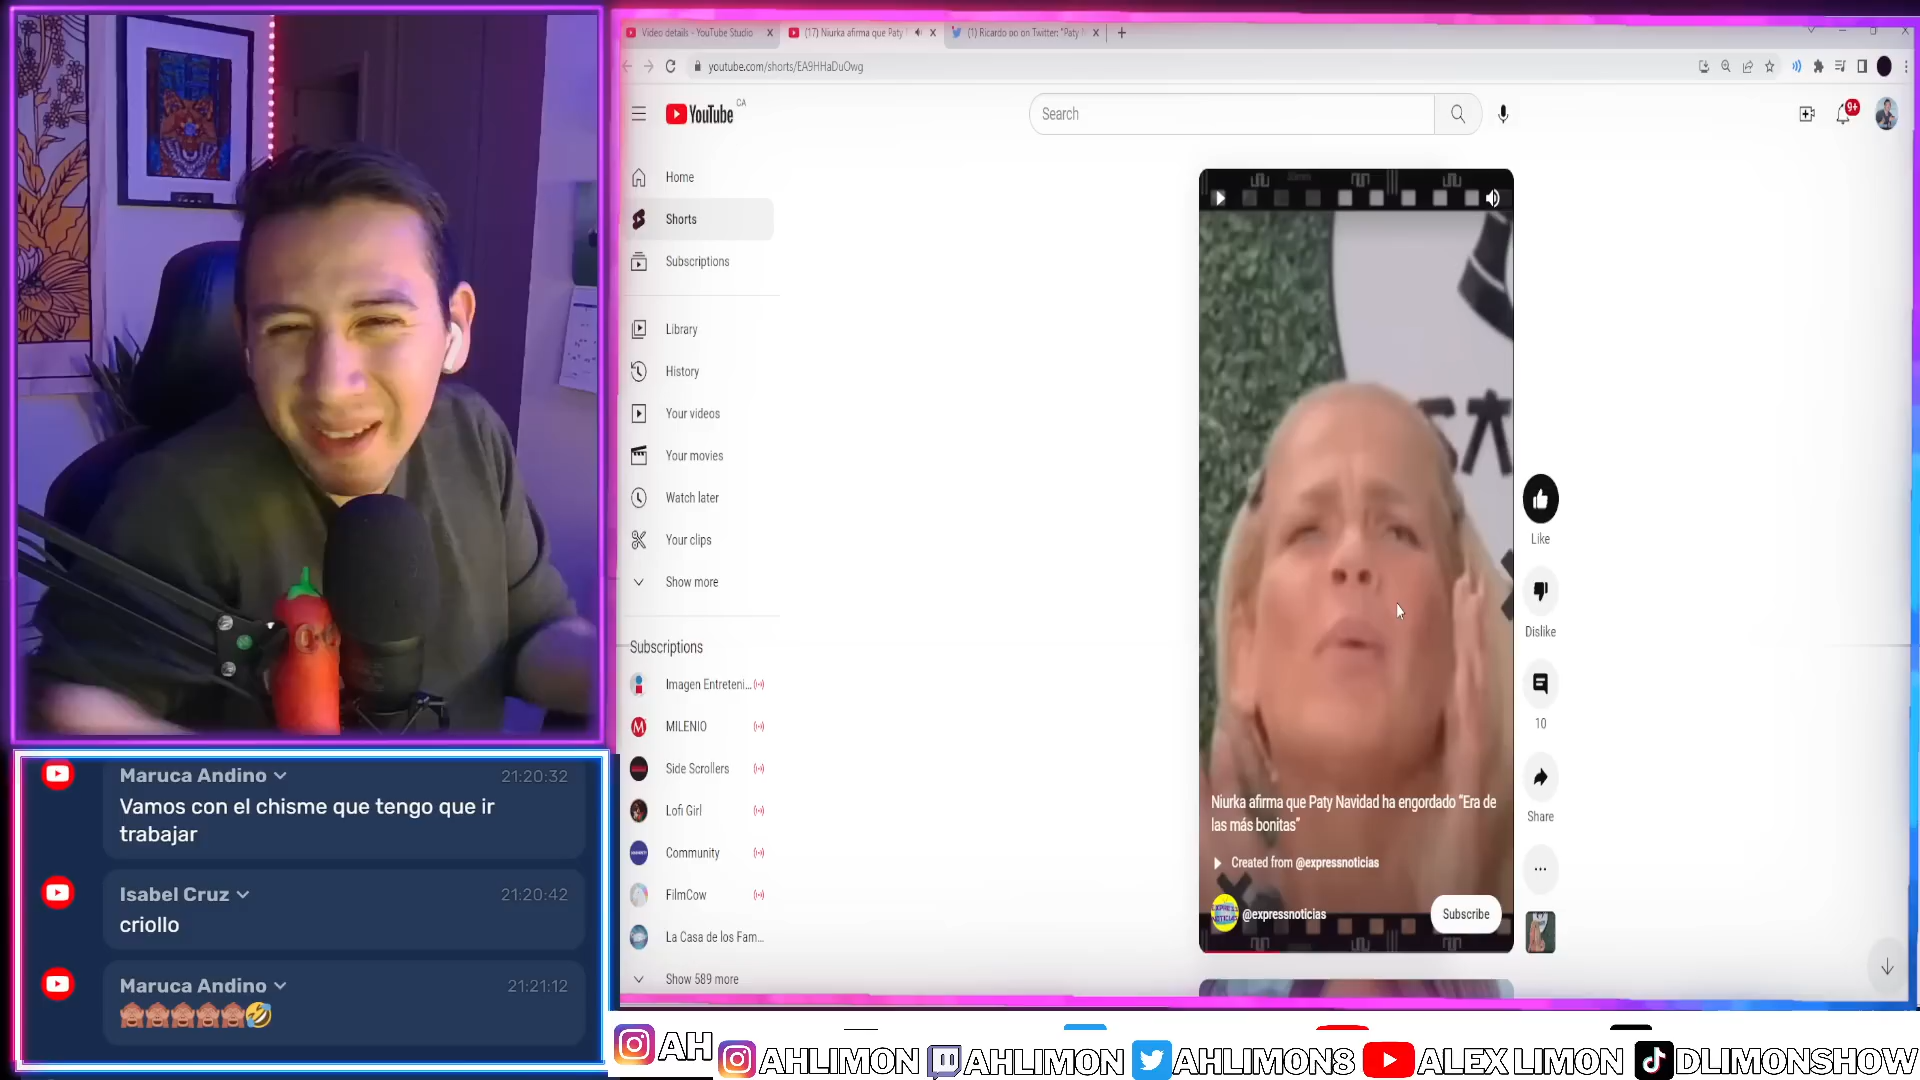 Video details - YouTube Studio
(17) Niurka afirma que Paty
(1) Ricardo po on Twitter: "Paty
youtube.com/shorts/EA9HHaDuOwg
YouTube CA
Search
9+
Home
Shorts
Subscriptions
Library
History
Your videos
Your movies
Watch later
Your clips
Show more
Subscriptions
Imagen Entreteni...
MILENIO
Side Scrollers
Lofi Girl
Community
FilmCow
La Casa de los Fam...
Show 589 more
Niurka afirma que Paty Navidad ha engordado “Era de
las más bonitas”
Created from @expressnoticias
@expressnoticias
Subscribe
Like
Dislike
10
Share
Maruca Andino 21:20:32
Vamos con el chisme que tengo que ir
trabajar
Isabel Cruz 21:20:42
criollo
Maruca Andino 21:21:12
🙈🙈🙈🙈🙈🤣
AH AHLIMON AHLIMON AHLIMON8 ALEX LIMON DLIMONSHOW